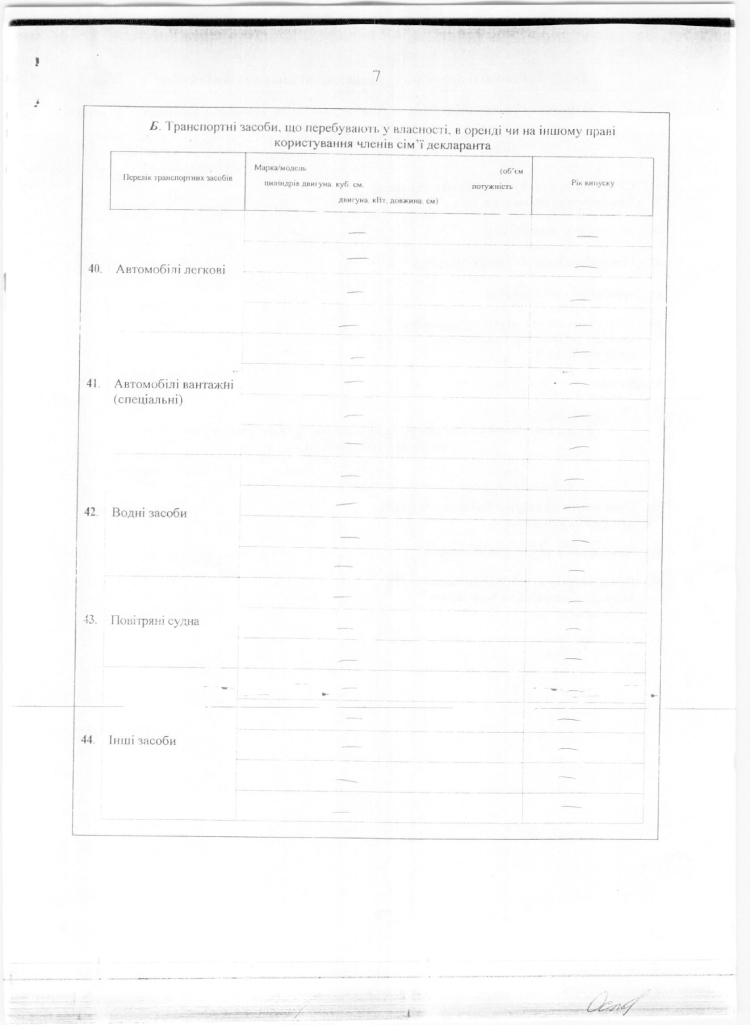 7
Б. Транспортні засоби, що перебувають у власності, в оренді чи на іншому праві
користування членів сім’ї декларанта
Перелік транспортних засобів
Марка/модель (об’єм
циліндрів двигуна, куб. см, потужність
двигуна, кВт, довжина, см)
Рік випуску
— —
— —
40. Автомобілі легкові
— —
— —
— —
41. Автомобілі вантажні
(спеціальні)
— —
— —
— —
— —
42. Водні засоби
— —
— —
— —
— —
43. Повітряні судна
— —
— —
— —
44. Інші засоби
— —
— —
— —
— —